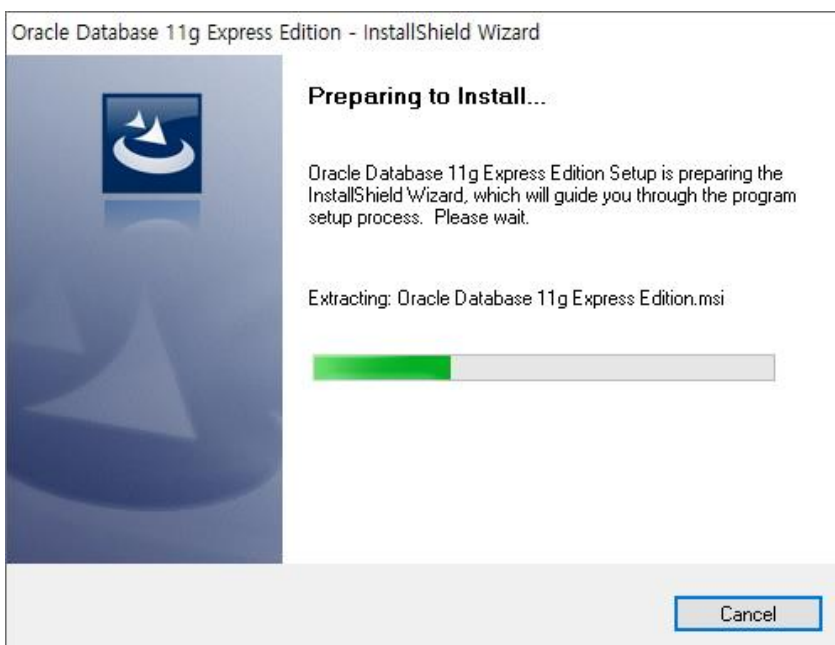 Oracle Database 11g Express Edition - InstallShield Wizard
Preparing to Install...
Oracle Database 11g Express Edition Setup is preparing the
InstallShield Wizard, which will guide you through the program
setup process. Please wait.
Extracting: Oracle Database 11g Express Edition.msi
Cancel